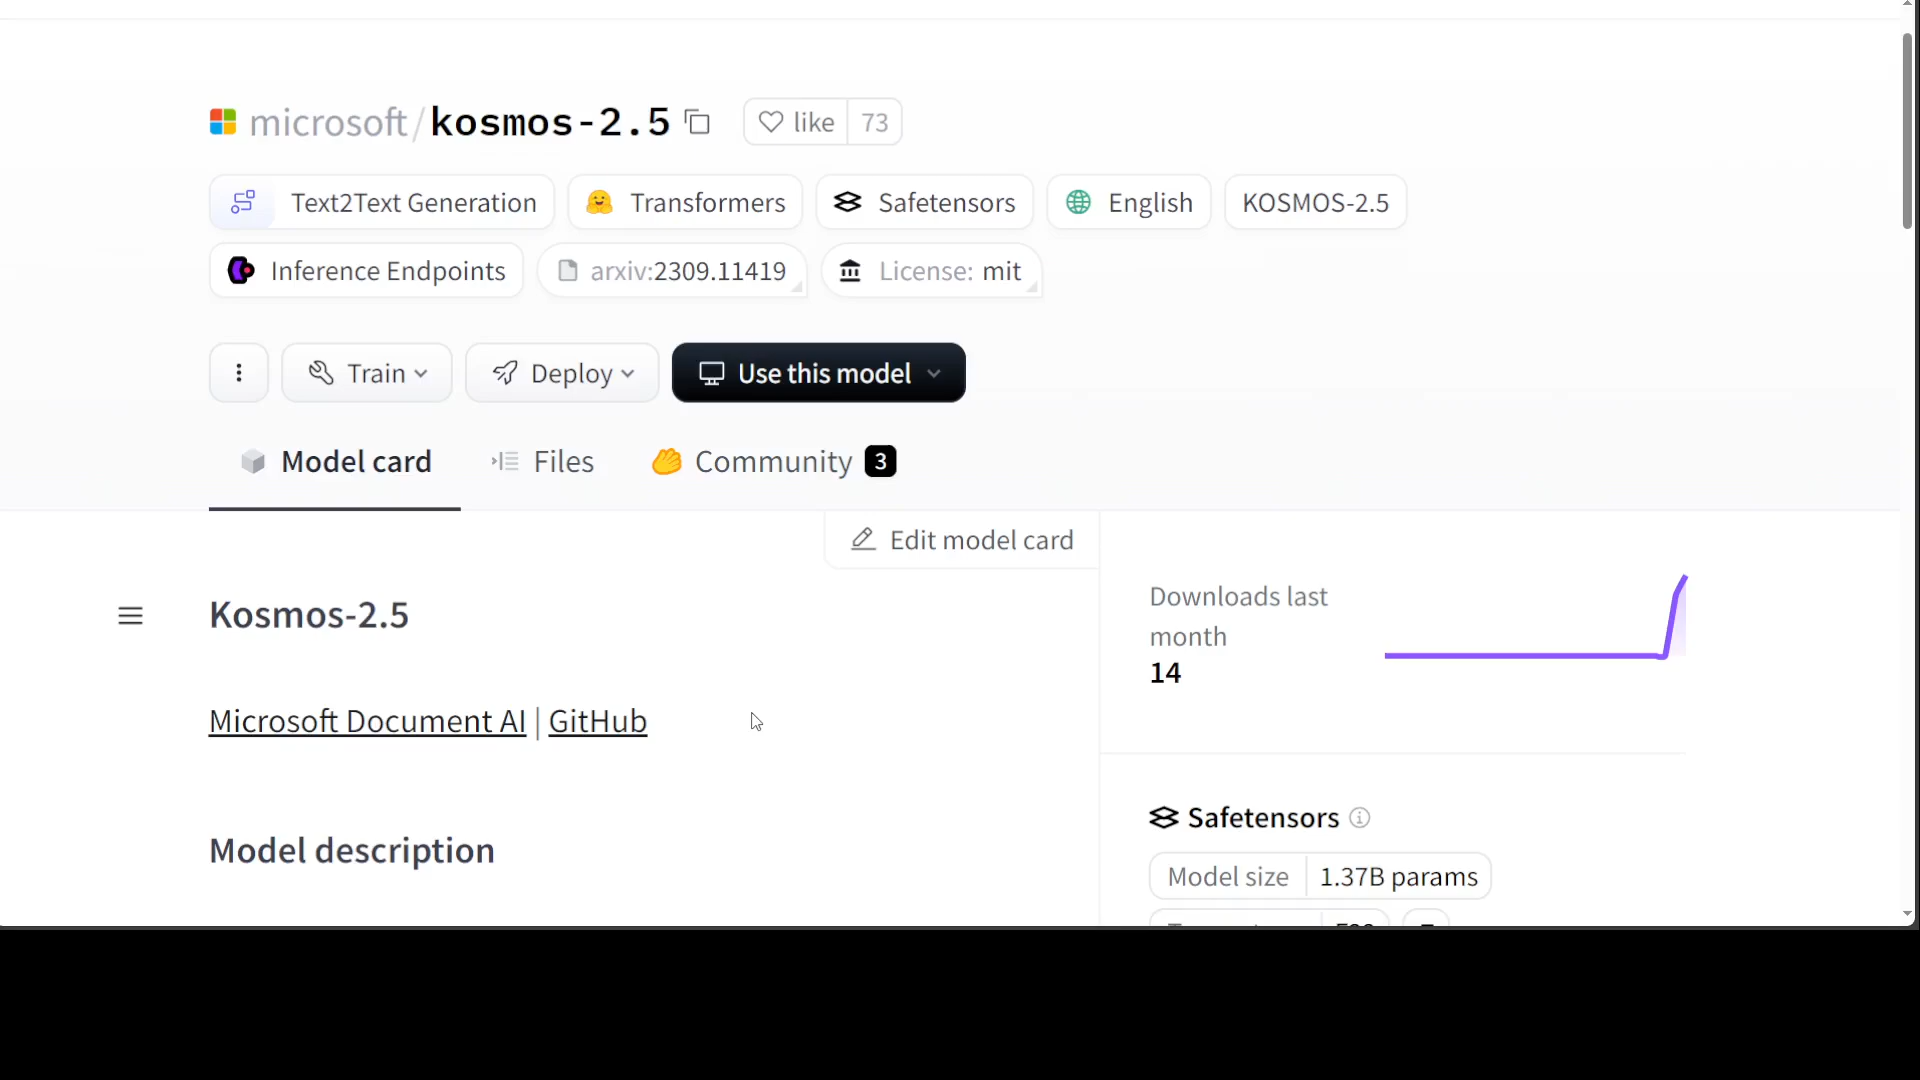 microsoft/kosmos-2.5 like 73
Text2Text Generation Transformers Safetensors English KOSMOS-2.5
Inference Endpoints arxiv:2309.11419 License: mit
Train Deploy Use this model
Model card Files Community 3
Edit model card
Kosmos-2.5
Microsoft Document AI | GitHub
Model description
Downloads last
month
14
Safetensors
Model size 1.37B params